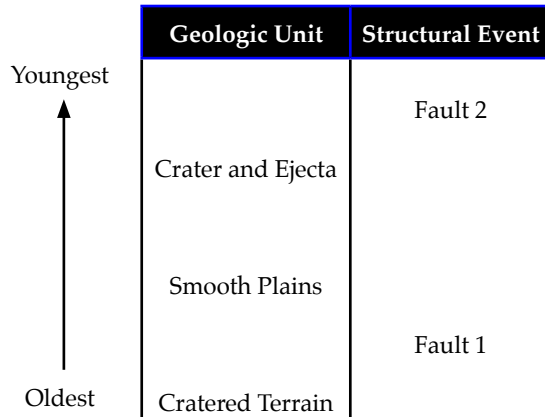 Geologic Unit Structural Event
Youngest
Fault 2
Crater and Ejecta
Smooth Plains
Fault 1
Oldest Cratered Terrain